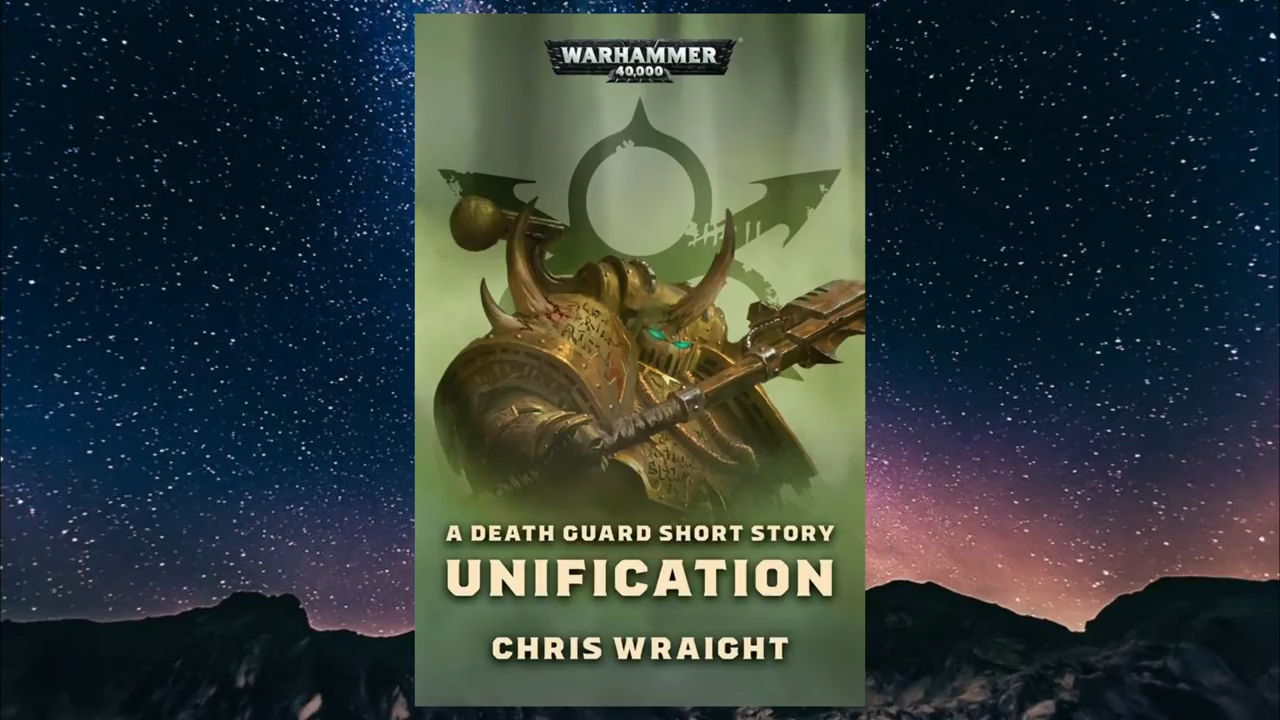 WARHAMMER
40,000
A DEATH GUARD SHORT STORY
UNIFICATION
CHRIS WRAIGHT